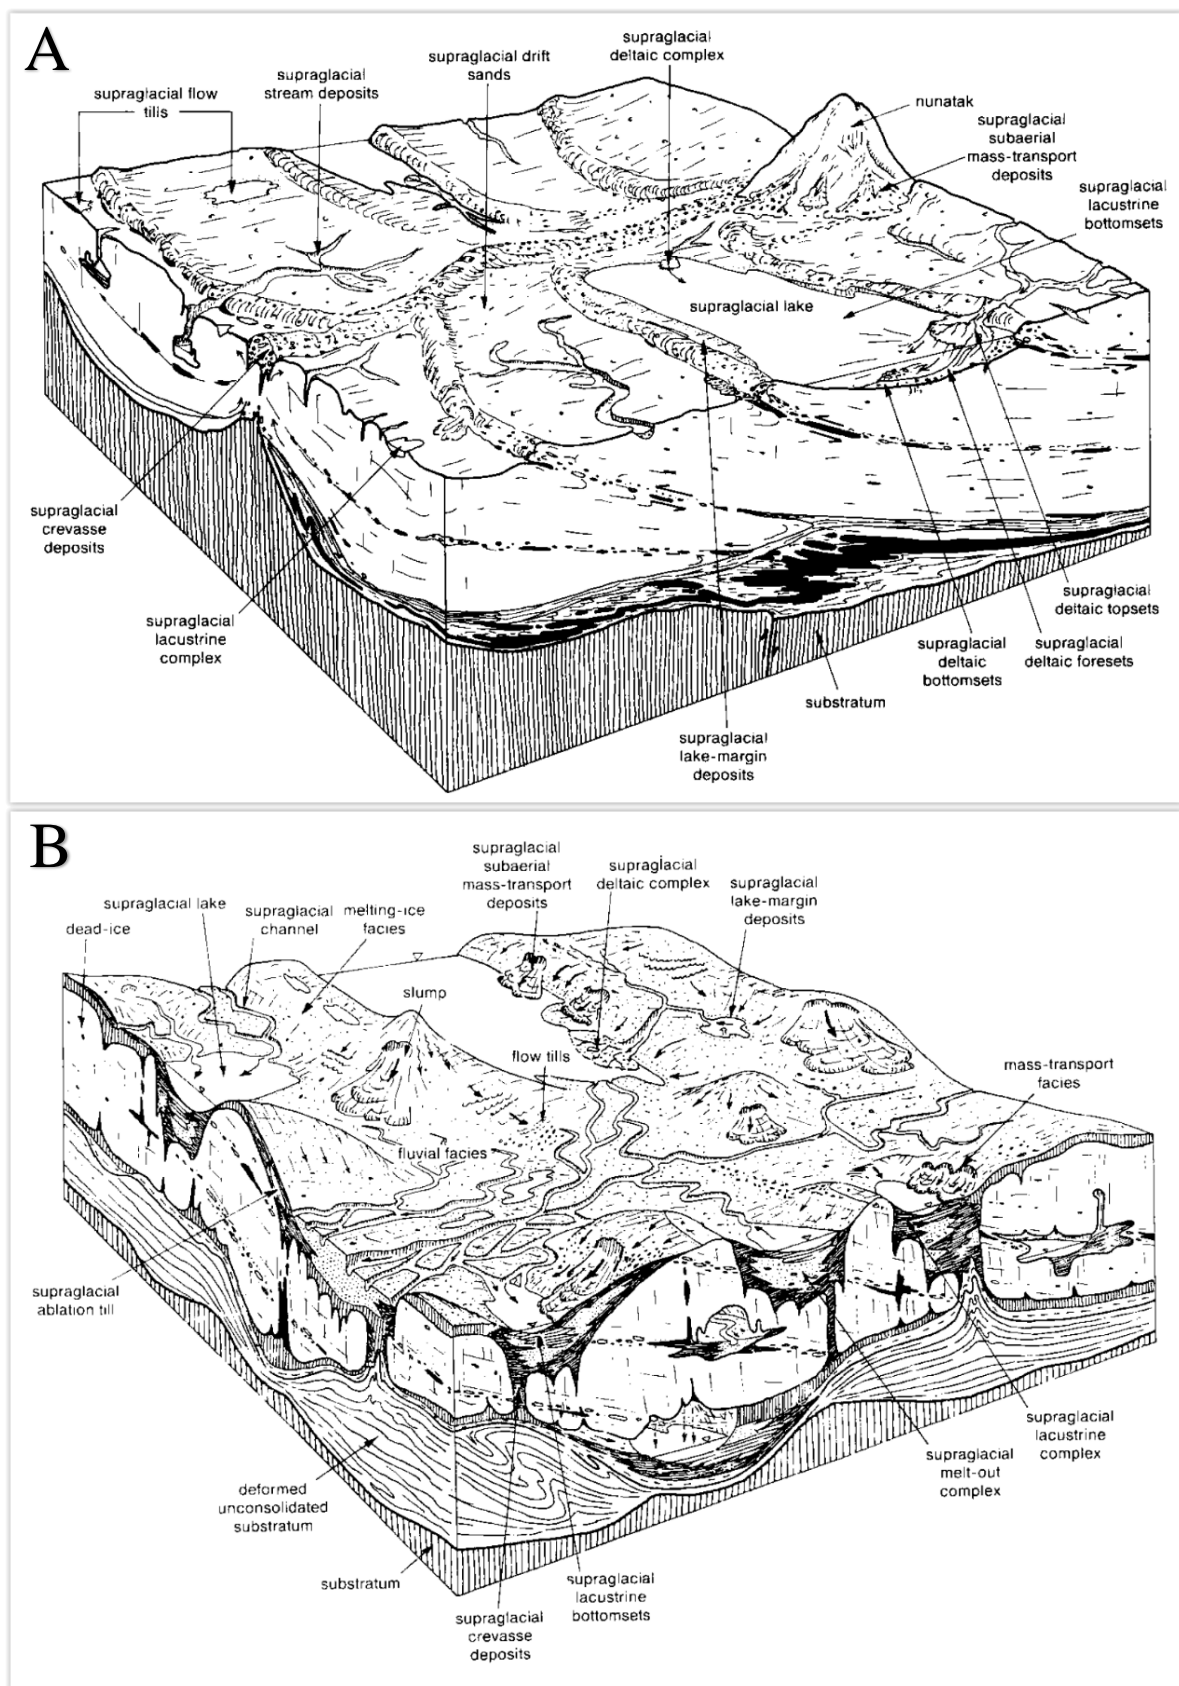 A
supraglacial flow
tills
supraglacial
stream deposits
supraglacial drift
sands
supraglacial
deltaic complex
nunatak
supraglacial
subaerial
mass-transport
deposits
supraglacial
lacustrine
bottomsets
supraglacial lake
supraglacial
crevasse
deposits
supraglacial
lacustrine
complex
supraglacial
lake-margin
deposits
substratum
supraglacial
deltaic
bottomsets
supraglacial
deltaic foresets
supraglacial
deltaic topsets
B
dead-ice
supraglacial lake
supraglacial
channel
melting-ice
facies
supraglacial
subaerial
mass-transport
deposits
supraglacial
deltaic complex
supraglacial
lake-margin
deposits
slump
flow tills
mass-transport
facies
fluvial facies
supraglacial
ablation till
deformed
unconsolidated
substratum
substratum
supraglacial
crevasse
deposits
supraglacial
lacustrine
bottomsets
supraglacial
melt-out
complex
supraglacial
lacustrine
complex